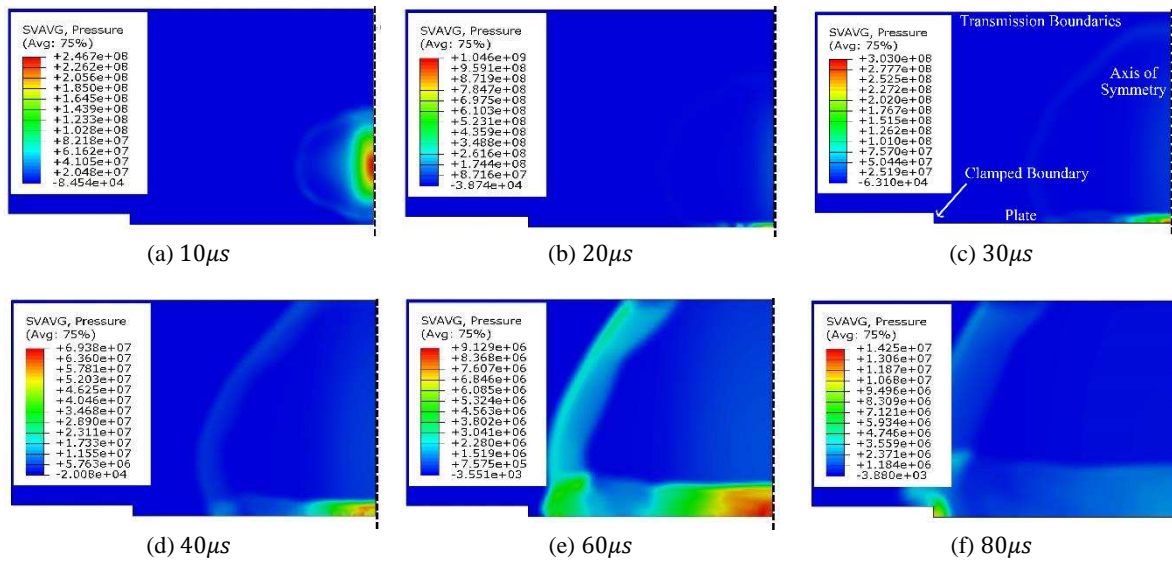 SVAVG, Pressure
(Avg: 75%)
+2.467e+08
+2.262e+08
+2.056e+08
+1.850e+08
+1.645e+08
+1.439e+08
+1.233e+08
+1.028e+08
+8.218e+07
+6.162e+07
+4.105e+07
+2.048e+07
-8.454e+04
(a) 10μs
SVAVG, Pressure
(Avg: 75%)
+1.046e+09
+9.591e+08
+8.719e+08
+7.847e+08
+6.975e+08
+6.103e+08
+5.231e+08
+4.359e+08
+3.488e+08
+2.616e+08
+1.744e+08
+8.716e+07
-3.874e+04
(b) 20μs
SVAVG, Pressure
(Avg: 75%)
+3.030e+08
+2.777e+08
+2.525e+08
+2.272e+08
+2.020e+08
+1.767e+08
+1.515e+08
+1.262e+08
+1.010e+08
+7.570e+07
+5.044e+07
+2.519e+07
-6.310e+04
Transmission Boundaries
Axis of
Symmetry
Clamped Boundary
Plate
(c) 30μs
SVAVG, Pressure
(Avg: 75%)
+6.938e+07
+6.360e+07
+5.781e+07
+5.203e+07
+4.625e+07
+4.046e+07
+3.468e+07
+2.890e+07
+2.311e+07
+1.733e+07
+1.155e+07
+5.763e+06
-2.008e+04
(d) 40μs
SVAVG, Pressure
(Avg: 75%)
+9.129e+06
+8.368e+06
+7.607e+06
+6.846e+06
+6.085e+06
+5.324e+06
+4.563e+06
+3.802e+06
+3.041e+06
+2.280e+06
+1.519e+06
+7.575e+05
-3.551e+03
(e) 60μs
SVAVG, Pressure
(Avg: 75%)
+1.425e+07
+1.306e+07
+1.187e+07
+1.068e+07
+9.496e+06
+8.309e+06
+7.121e+06
+5.934e+06
+4.746e+06
+3.559e+06
+2.371e+06
+1.184e+06
-3.880e+03
(f) 80μs